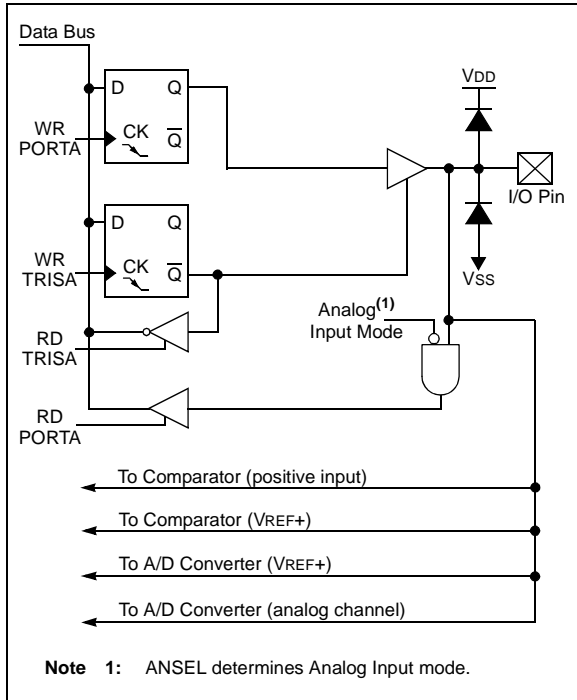 Data Bus
D Q
WR
PORTA
CK Q
VDD
I/O Pin
VSS
D Q
WR
TRISA
CK Q
RD
TRISA
Analog(1)
Input Mode
RD
PORTA
To Comparator (positive input)
To Comparator (VREF+)
To A/D Converter (VREF+)
To A/D Converter (analog channel)
Note 1: ANSEL determines Analog Input mode.